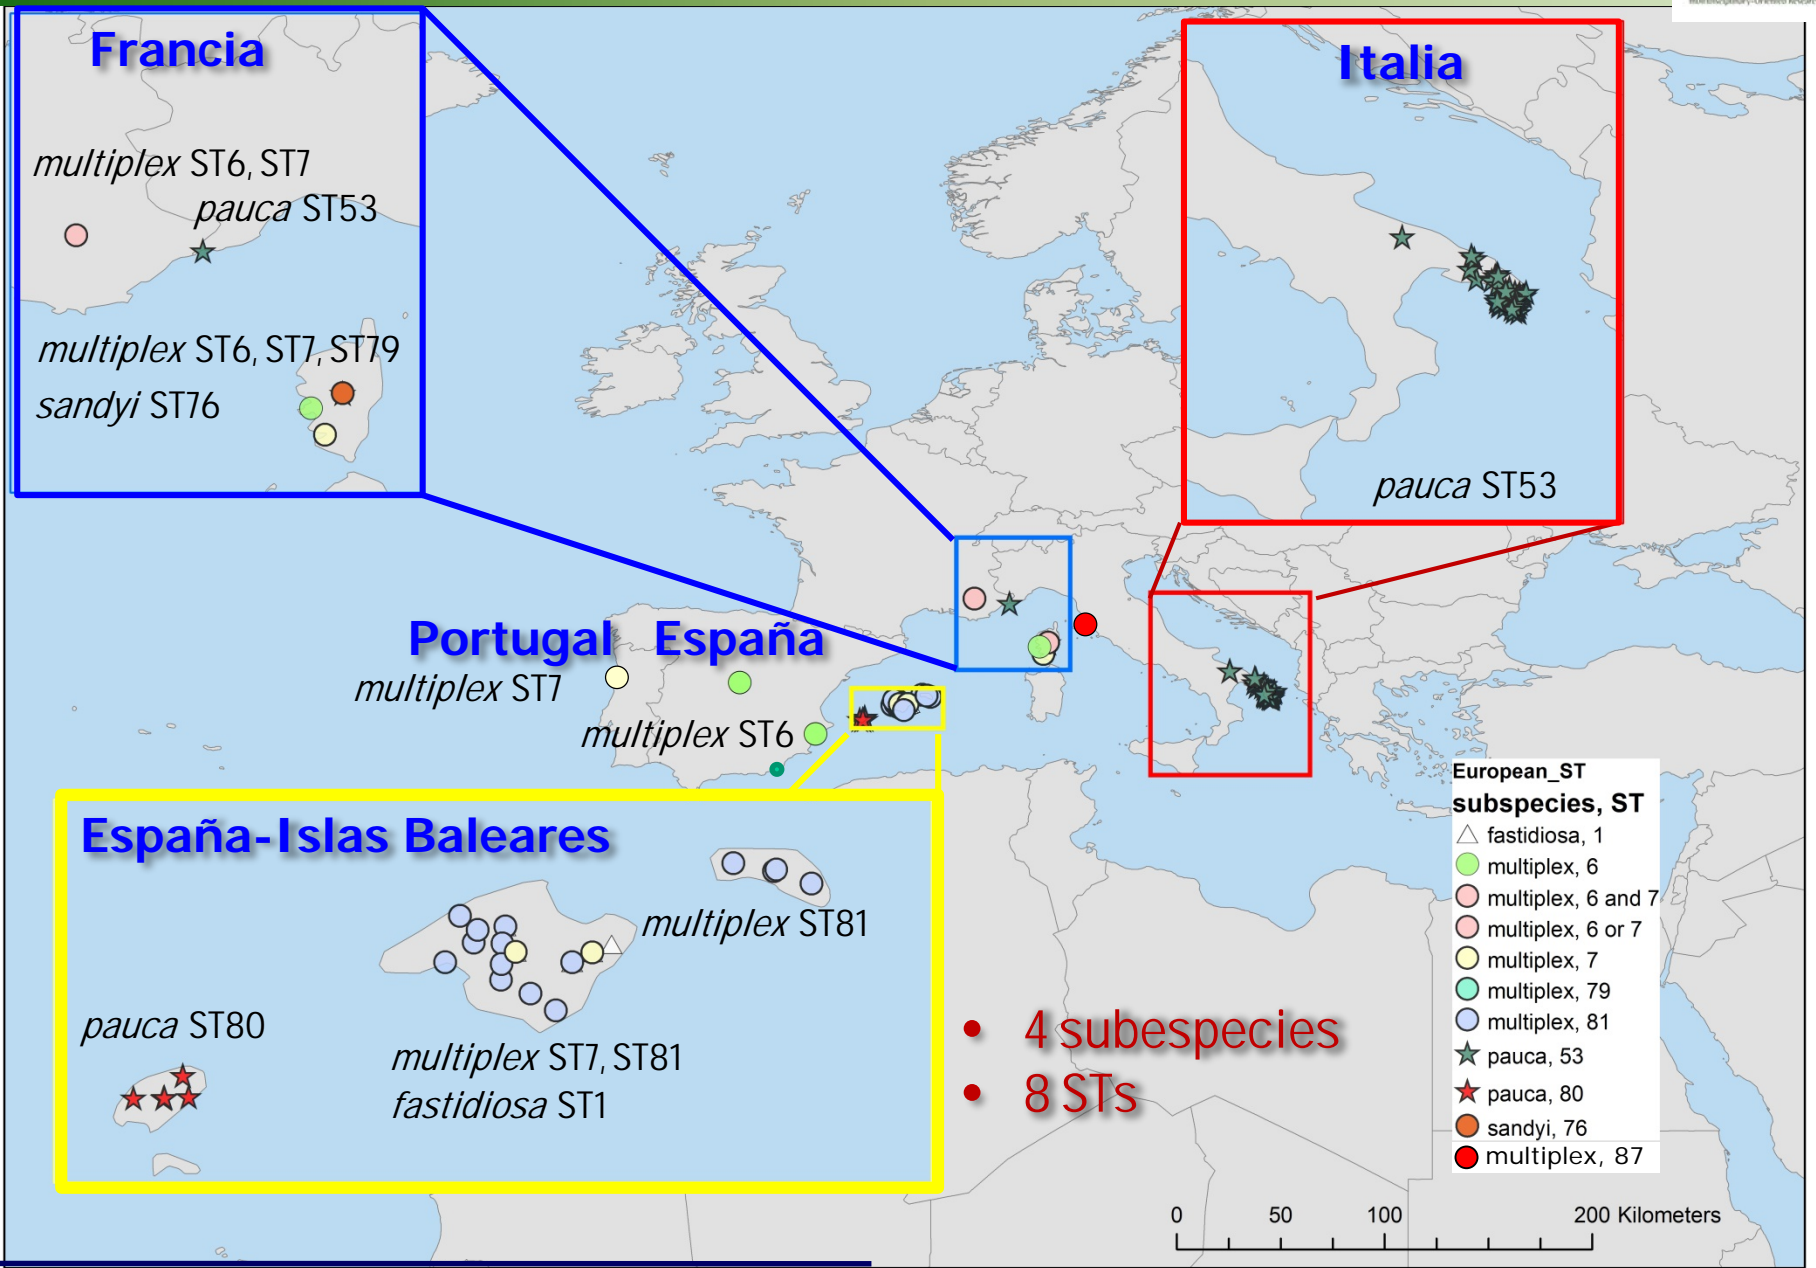 Francia
multiplex ST6, ST7
pauca ST53
multiplex ST6, ST7, ST79
sandyi ST76
Italia
pauca ST53
Portugal España
multiplex ST7
multiplex ST6
España-Islas Baleares
multiplex ST81
pauca ST80
multiplex ST7, ST81
fastidiosa ST1
• 4 subespecies
• 8 STs
European_ST
subspecies, ST
fastidiosa, 1
multiplex, 6
multiplex, 6 and 7
multiplex, 6 or 7
multiplex, 7
multiplex, 79
multiplex, 81
pauca, 53
pauca, 80
sandyi, 76
multiplex, 87
0 50 100 200 Kilometers